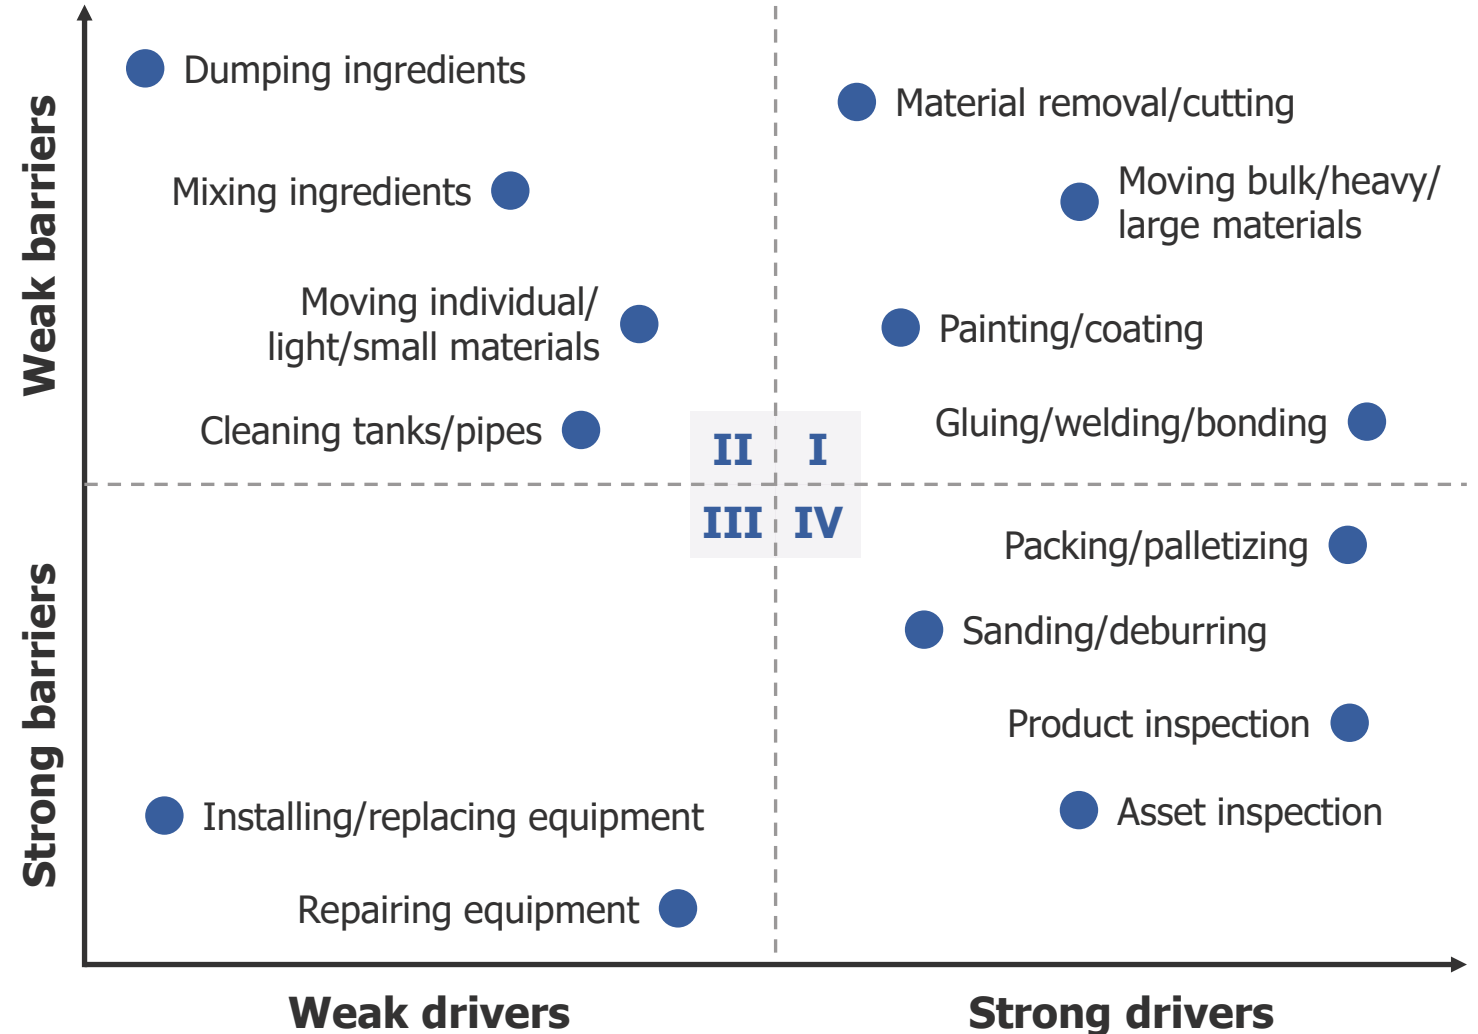 Weak barriers
Strong barriers
Dumping ingredients
Mixing ingredients
Moving individual/
light/small materials
Cleaning tanks/pipes
Material removal/cutting
Moving bulk/heavy/
large materials
Painting/coating
Gluing/welding/bonding
II
I
III
IV
Installing/replacing equipment
Repairing equipment
Packing/palletizing
Sanding/deburring
Product inspection
Asset inspection
Weak drivers
Strong drivers